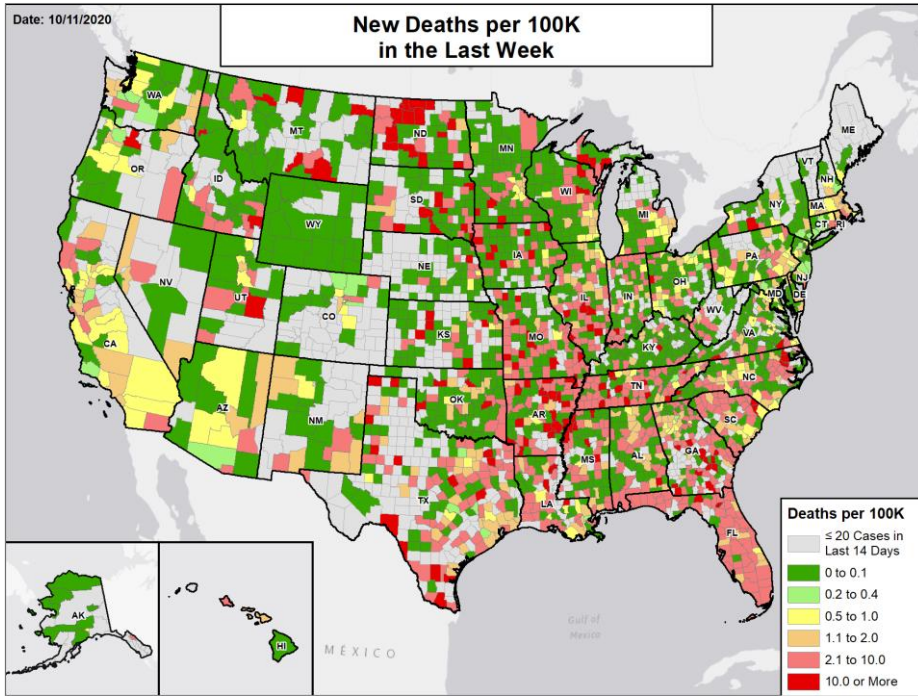 Date: 10/11/2020
New Deaths per 100K
in the Last Week
WA
MT
ND
MN
ME
OR
ID
SD
WI
MI
VT
NH
NY
MA
CT
RI
WY
IA
NE
PA
NJ
NV
UT
CO
IL
IN
OH
MD
DE
WV
VA
CA
KS
MO
KY
NC
AZ
NM
OK
AR
TN
SC
TX
LA
MS
AL
GA
FL
AK
HI
MÉXICO
Gulf of
Mexico
Deaths per 100K
≤ 20 Cases in
Last 14 Days
0 to 0.1
0.2 to 0.4
0.5 to 1.0
1.1 to 2.0
2.1 to 10.0
10.0 or More